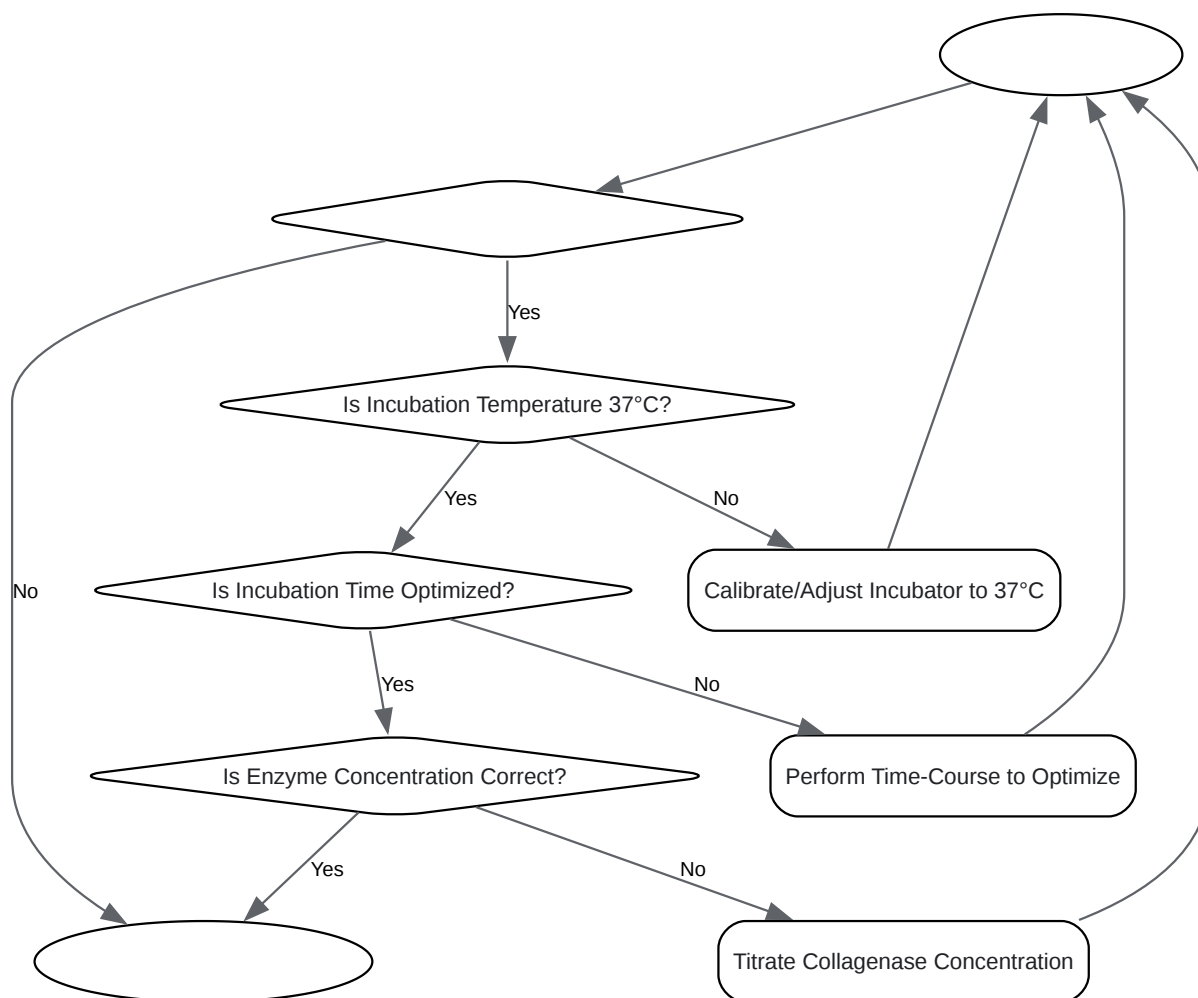 Yes
Is Incubation Temperature 37°C?
Yes
No
Is Incubation Time Optimized?
Calibrate/Adjust Incubator to 37°C
No
Yes
No
Is Enzyme Concentration Correct?
Perform Time-Course to Optimize
Yes
No
Titrate Collagenase Concentration